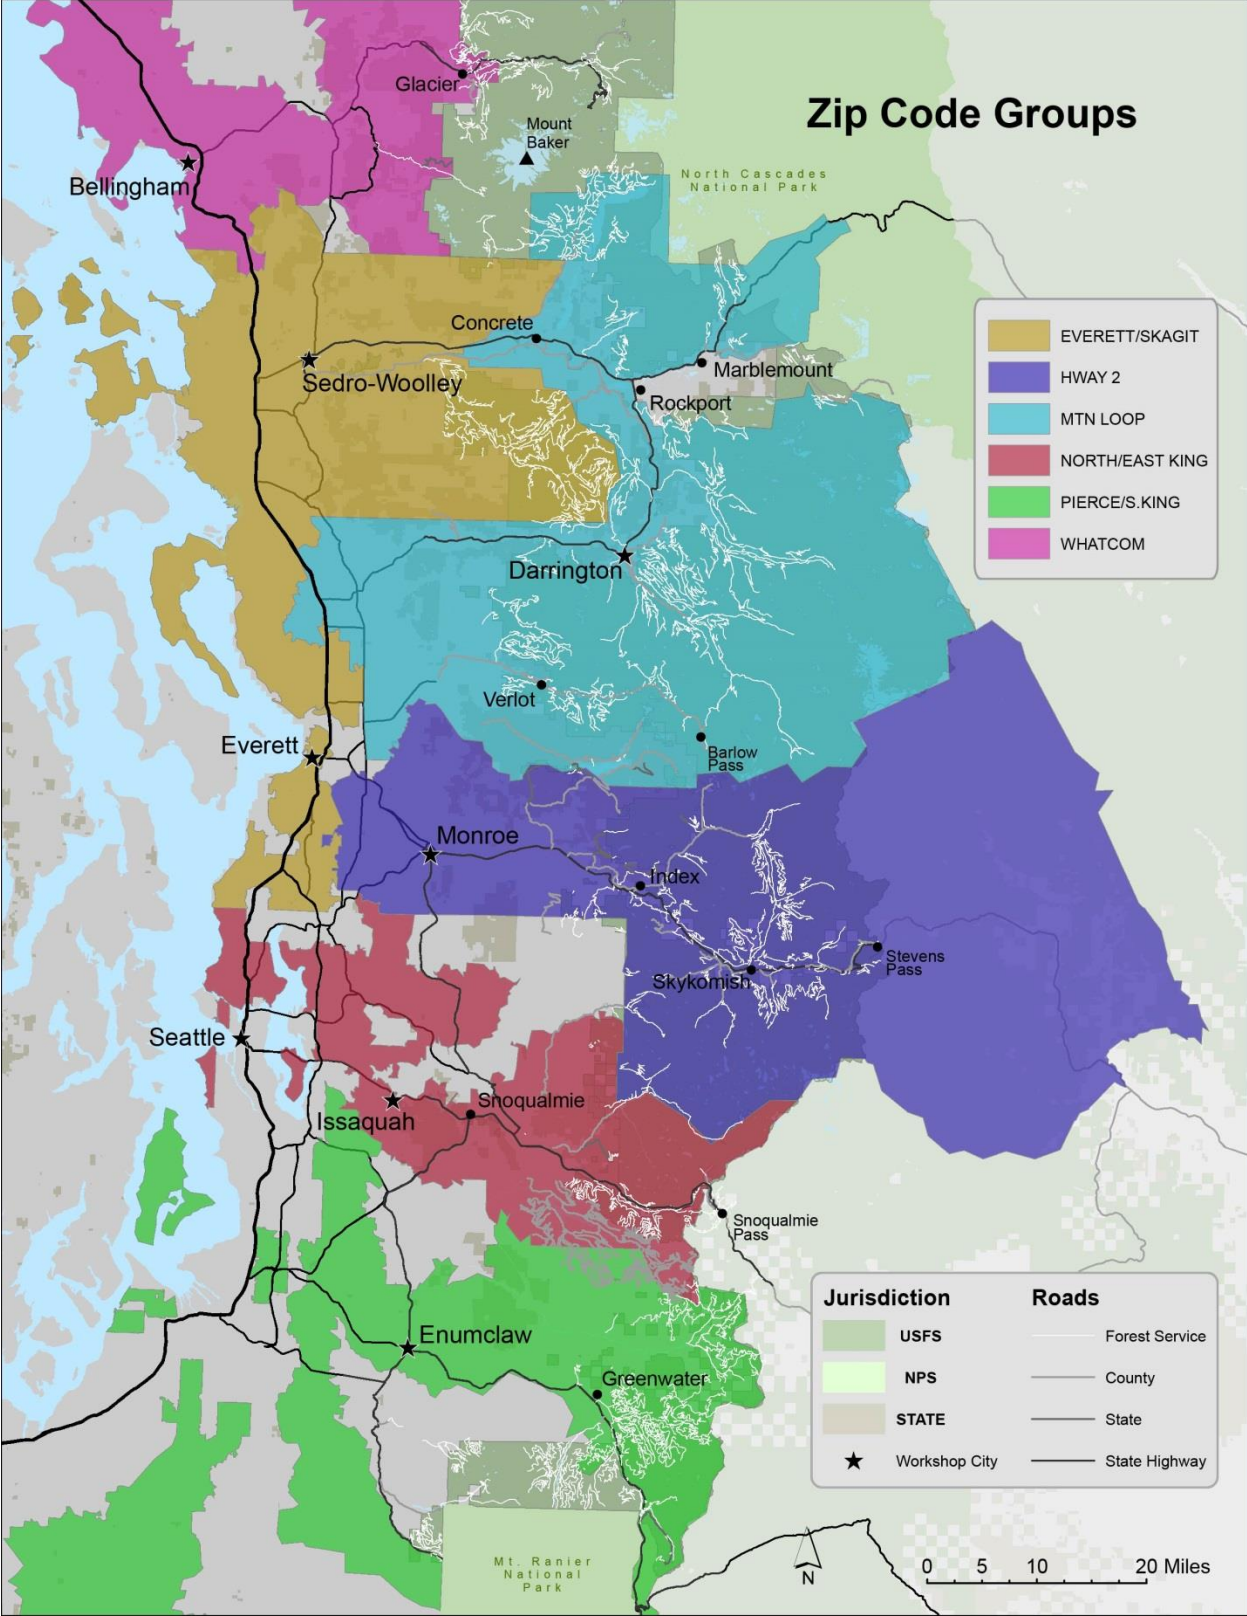 Zip Code Groups
Glacier
Mount
Baker
North Cascades
National Park
Bellingham
Concrete
Marblemount
Sedro-Woolley
Rockport
EVERETT/SKAGIT
HWAY 2
MTN LOOP
NORTH/EAST KING
PIERCE/S.KING
WHATCOM
Darrington
Verlot
Everett
Barlow
Pass
Monroe
Index
Stevens
Pass
Skykomish
Seattle
Snoqualmie
Issaquah
Snoqualmie
Pass
Jurisdiction
Roads
USFS
Forest Service
NPS
County
STATE
State
Workshop City
State Highway
Enumclaw
Greenwater
Mt. Ranier
National
Park
N
0 5 10 20 Miles